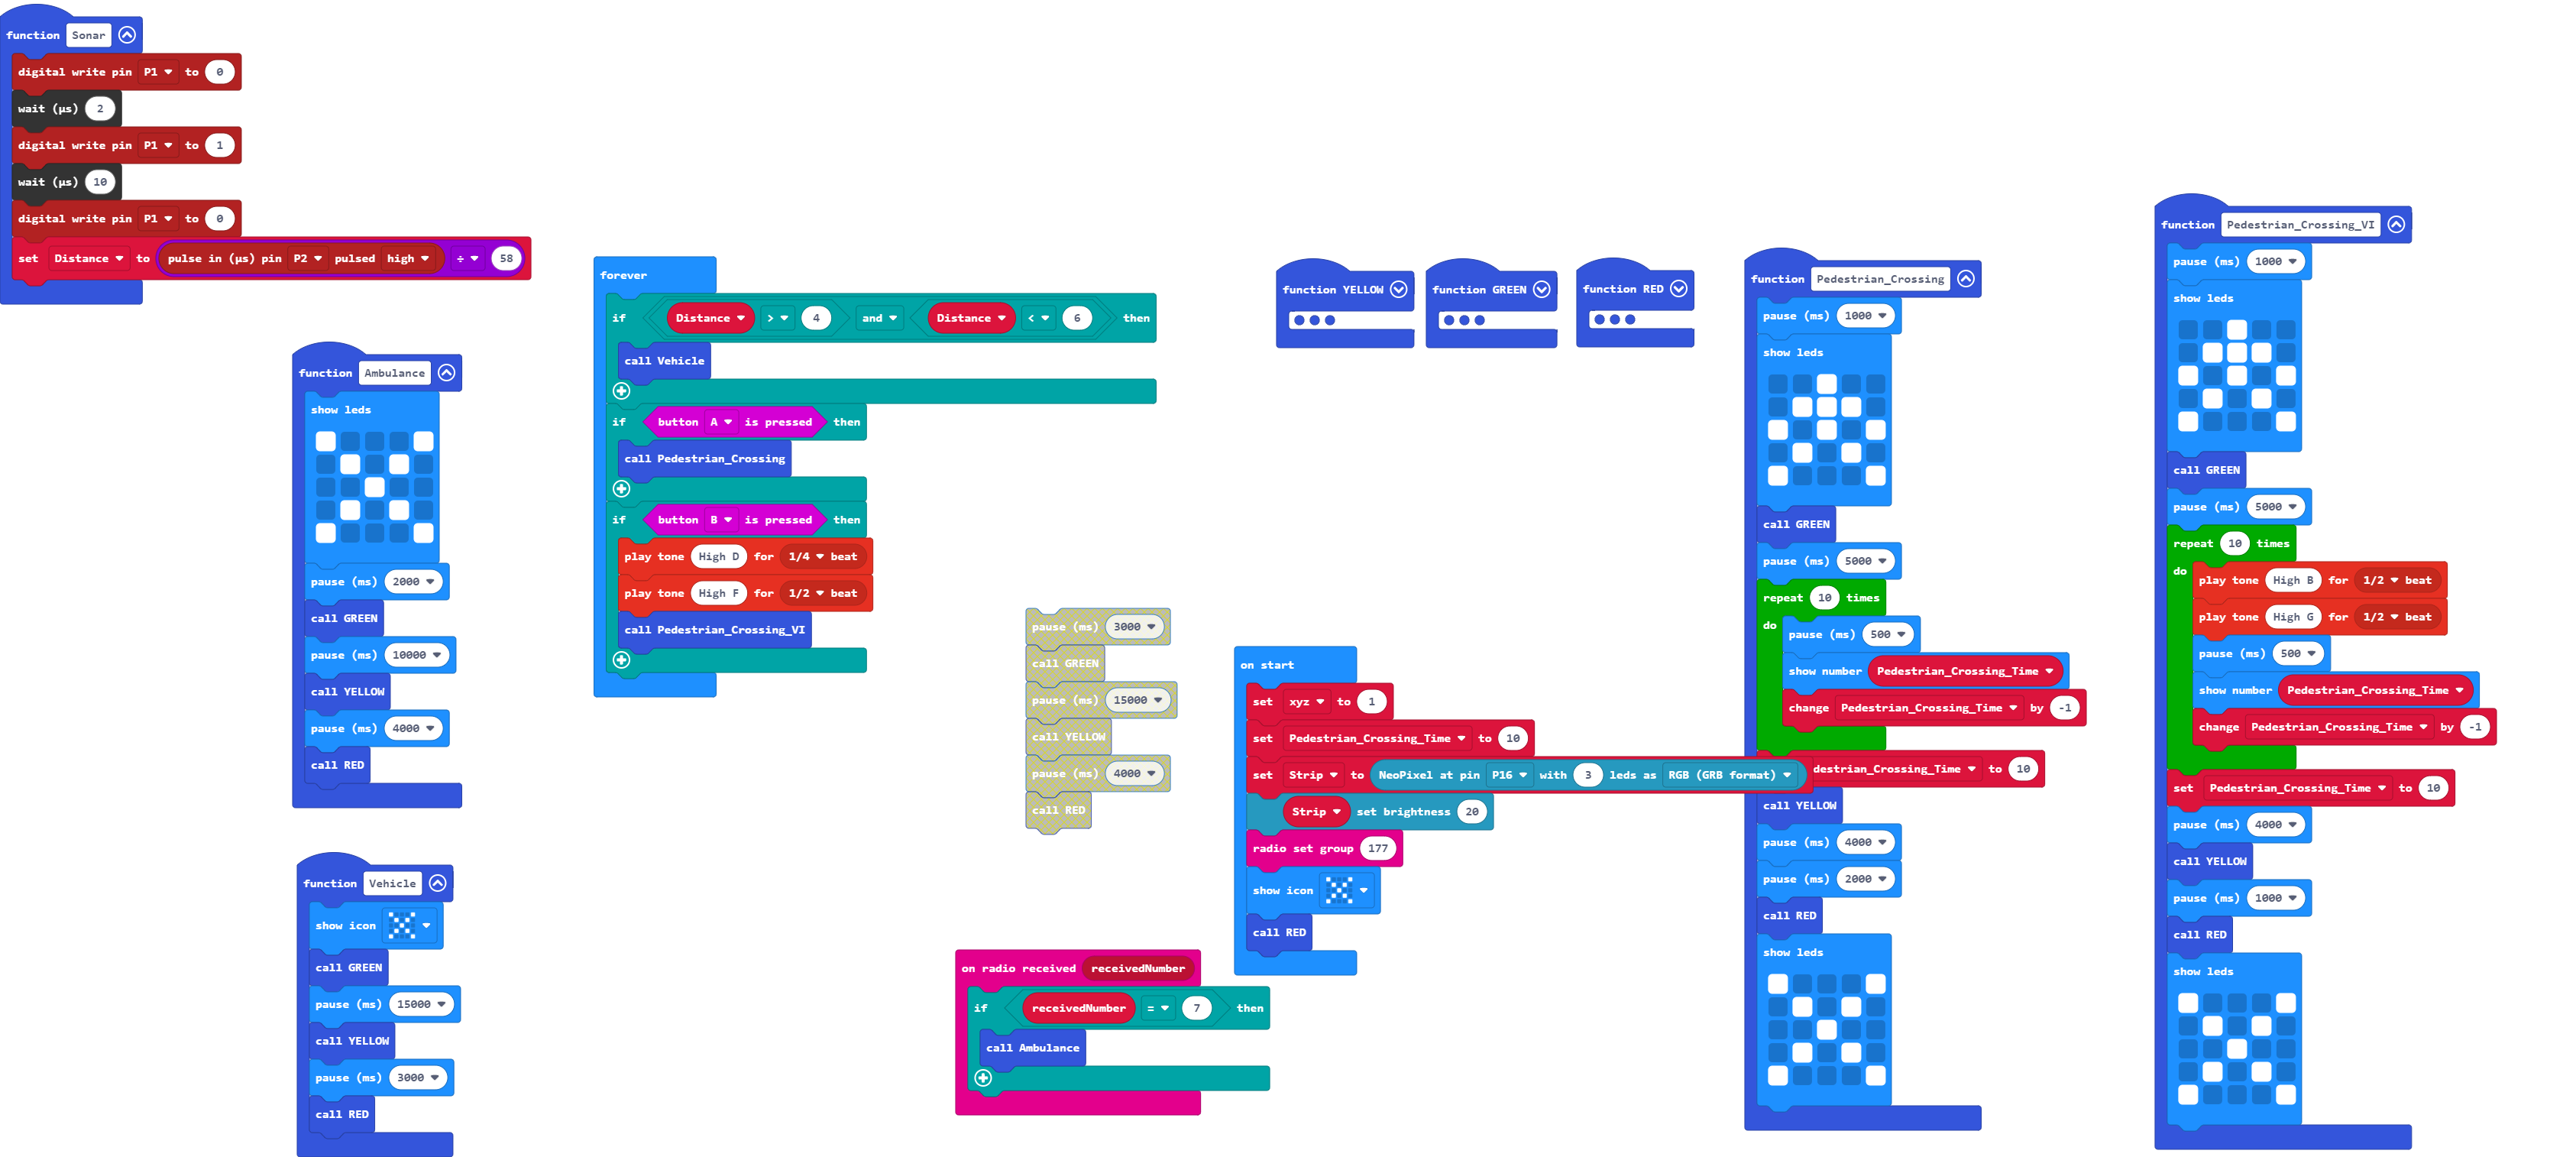 function Sonar
digital write pin P1 to 0
wait (µs) 2
digital write pin P1 to 1
wait (µs) 10
digital write pin P1 to 0
set Distance to pulse in (µs) pin P2 pulsed high ÷ 58
function Ambulance
show leds
pause (ms) 2000
call GREEN
pause (ms) 10000
call YELLOW
pause (ms) 4000
call RED
function Vehicle
show icon
call GREEN
pause (ms) 15000
call YELLOW
pause (ms) 3000
call RED
forever
if Distance > 4 and Distance < 6 then
call Vehicle
if button A is pressed then
call Pedestrian_Crossing
if button B is pressed then
play tone High D for 1/4 beat
play tone High F for 1/2 beat
call Pedestrian_Crossing_VI
pause (ms) 3000
call GREEN
pause (ms) 15000
call YELLOW
pause (ms) 4000
call RED
on radio received receivedNumber
if receivedNumber = 7 then
call Ambulance
on start
set xyz to 1
set Pedestrian_Crossing_Time to 10
set Strip to NeoPixel at pin P16 with 3 leds as RGB (GRB format)
Strip set brightness 20
radio set group 177
show icon
call RED
function YELLOW
function GREEN
function RED
function Pedestrian_Crossing
pause (ms) 1000
show leds
call GREEN
pause (ms) 5000
repeat 10 times
do
pause (ms) 500
show number Pedestrian_Crossing_Time
change Pedestrian_Crossing_Time by -1
destrian_Crossing_Time to 10
call YELLOW
pause (ms) 4000
pause (ms) 2000
call RED
show leds
function Pedestrian_Crossing_VI
pause (ms) 1000
show leds
call GREEN
pause (ms) 5000
repeat 10 times
do
play tone High B for 1/2 beat
play tone High G for 1/2 beat
pause (ms) 500
show number Pedestrian_Crossing_Time
change Pedestrian_Crossing_Time by -1
set Pedestrian_Crossing_Time to 10
pause (ms) 4000
call YELLOW
pause (ms) 1000
call RED
show leds